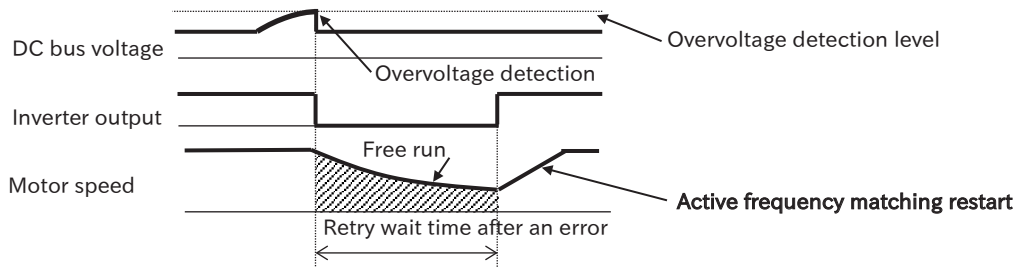 Overvoltage detection level
DC bus voltage
Overvoltage detection
Inverter output
Free run
Motor speed
Active frequency matching restart
Retry wait time after an error